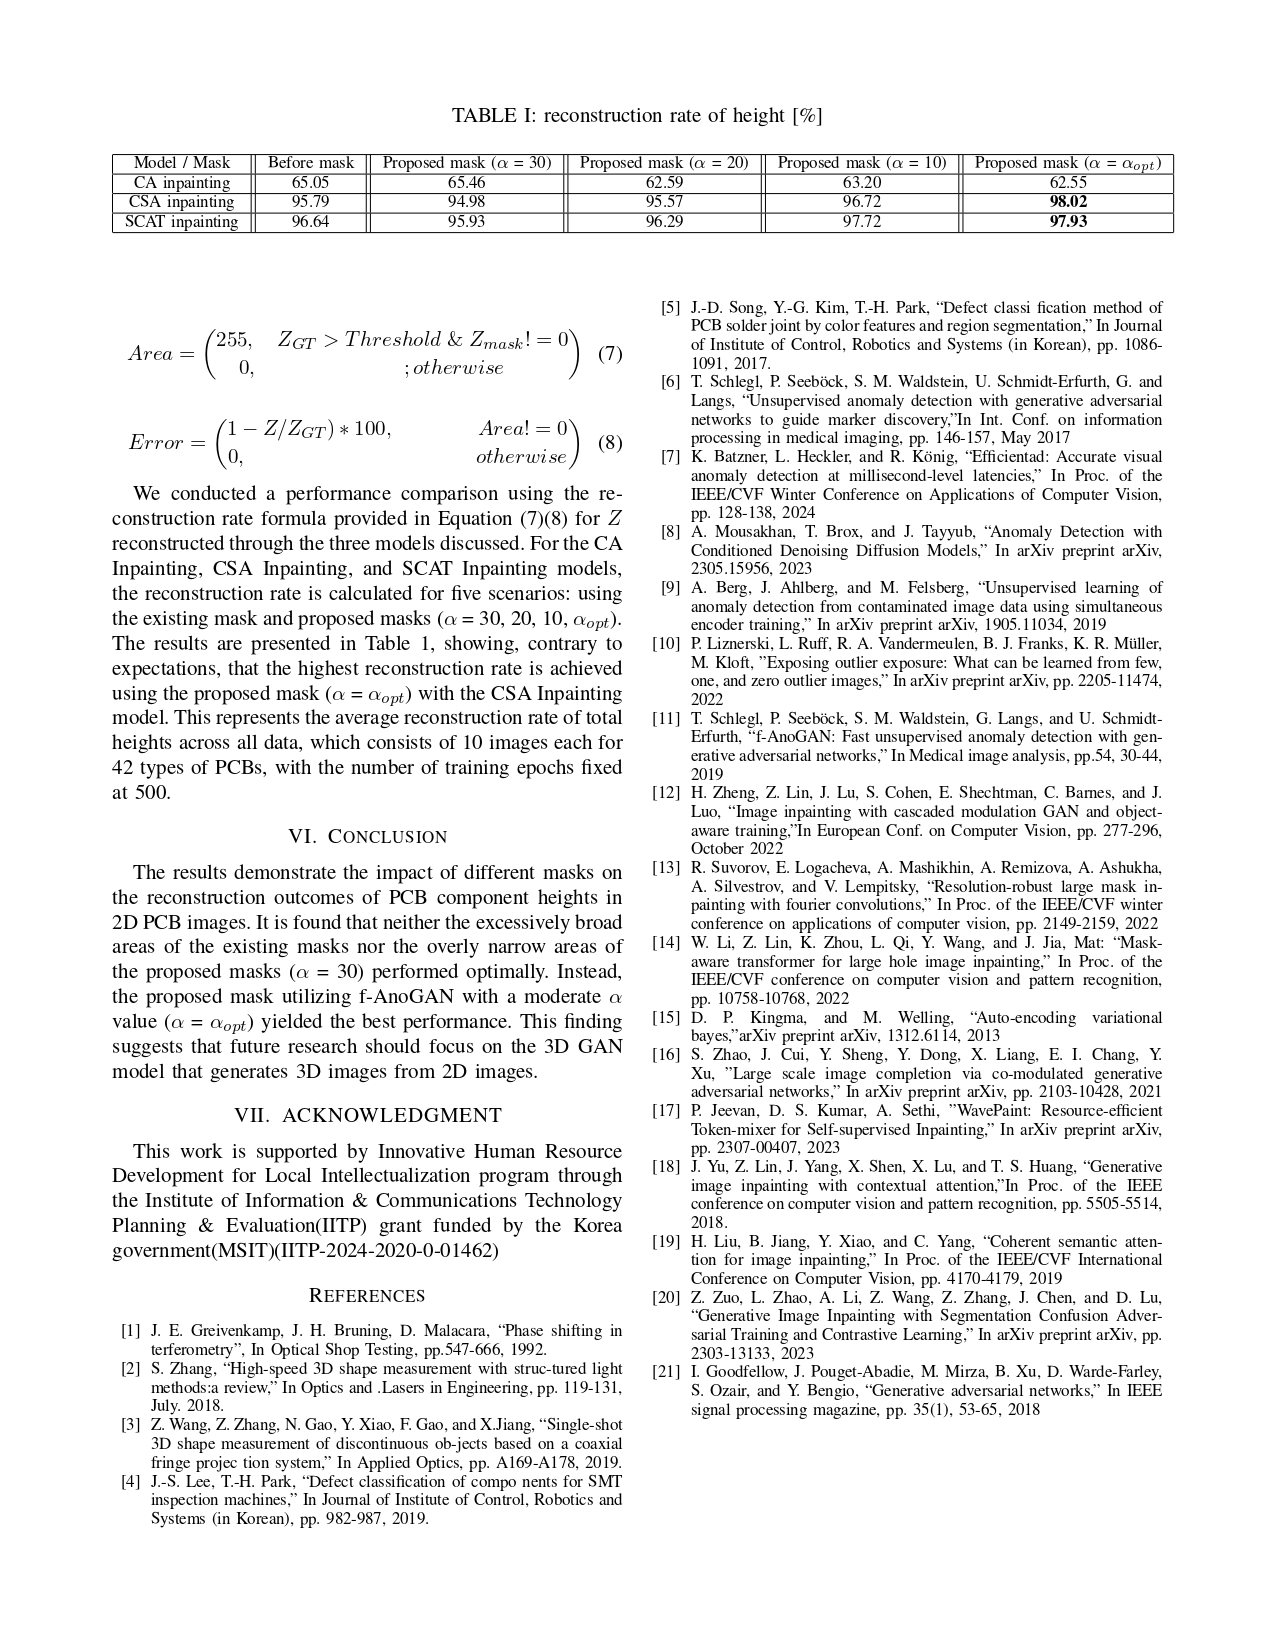 TABLE I: reconstruction rate of height [%]
Model / Mask Before mask Proposed mask (α = 30) Proposed mask (α = 20) Proposed mask (α = 10) Proposed mask (α = αopt)
CA inpainting 65.05 65.46 62.59 63.20 62.55
CSA inpainting 95.79 94.98 95.57 96.72 98.02
SCAT inpainting 96.64 95.93 96.29 97.72 97.93
Area = (255, ZGT > Threshold & Zmask! = 0
0, ; otherwise) (7)
Error = (1 − Z/ZGT) ∗ 100, Area! = 0
0, otherwise) (8)
We conducted a performance comparison using the re-
construction rate formula provided in Equation (7)(8) for Z
reconstructed through the three models discussed. For the CA
Inpainting, CSA Inpainting, and SCAT Inpainting models,
the reconstruction rate is calculated for five scenarios: using
the existing mask and proposed masks (α = 30, 20, 10, αopt).
The results are presented in Table 1, showing, contrary to
expectations, that the highest reconstruction rate is achieved
using the proposed mask (α = αopt) with the CSA Inpainting
model. This represents the average reconstruction rate of total
heights across all data, which consists of 10 images each for
42 types of PCBs, with the number of training epochs fixed
at 500.
VI. CONCLUSION
The results demonstrate the impact of different masks on
the reconstruction outcomes of PCB component heights in
2D PCB images. It is found that neither the excessively broad
areas of the existing masks nor the overly narrow areas of
the proposed masks (α = 30) performed optimally. Instead,
the proposed mask utilizing f-AnoGAN with a moderate α
value (α = αopt) yielded the best performance. This finding
suggests that future research should focus on the 3D GAN
model that generates 3D images from 2D images.
VII. ACKNOWLEDGMENT
This work is supported by Innovative Human Resource
Development for Local Intellectualization program through
the Institute of Information & Communications Technology
Planning & Evaluation(IITP) grant funded by the Korea
government(MSIT)(IITP-2024-2020-0-01462)
REFERENCES
[1] J. E. Greivenkamp, J. H. Bruning, D. Malacara, “Phase shifting in
terferometry”, In Optical Shop Testing, pp.547-666, 1992.
[2] S. Zhang, “High-speed 3D shape measurement with struc-tured light
methods:a review,” In Optics and .Lasers in Engineering, pp. 119-131,
July. 2018.
[3] Z. Wang, Z. Zhang, N. Gao, Y. Xiao, F. Gao, and X.Jiang, “Single-shot
3D shape measurement of discontinuous ob-jects based on a coaxial
fringe projec tion system,” In Applied Optics, pp. A169-A178, 2019.
[4] J.-S. Lee, T.-H. Park, “Defect classification of compo nents for SMT
inspection machines,” In Journal of Institute of Control, Robotics and
Systems (in Korean), pp. 982-987, 2019.
[5] J.-D. Song, Y.-G. Kim, T.-H. Park, “Defect classi fication method of
PCB solder joint by color features and region segmentation,” In Journal
of Institute of Control, Robotics and Systems (in Korean), pp. 1086-
1091, 2017.
[6] T. Schlegl, P. Seeböck, S. M. Waldstein, U. Schmidt-Erfurth, G. and
Langs, “Unsupervised anomaly detection with generative adversarial
networks to guide marker discovery,”In Int. Conf. on information
processing in medical imaging, pp. 146-157, May 2017
[7] K. Batzner, L. Heckler, and R. König, “Efficientad: Accurate visual
anomaly detection at millisecond-level latencies,” In Proc. of the
IEEE/CVF Winter Conference on Applications of Computer Vision,
pp. 128-138, 2024
[8] A. Mousakhan, T. Brox, and J. Tayyub, “Anomaly Detection with
Conditioned Denoising Diffusion Models,” In arXiv preprint arXiv,
2305.15956, 2023
[9] A. Berg, J. Ahlberg, and M. Felsberg, “Unsupervised learning of
anomaly detection from contaminated image data using simultaneous
encoder training,” In arXiv preprint arXiv, 1905.11034, 2019
[10] P. Liznerski, L. Ruff, R. A. Vandermeulen, B. J. Franks, K. R. Müller,
M. Kloft, ”Exposing outlier exposure: What can be learned from few,
one, and zero outlier images,” In arXiv preprint arXiv, pp. 2205-11474,
2022
[11] T. Schlegl, P. Seeböck, S. M. Waldstein, G. Langs, and U. Schmidt-
Erfurth, “f-AnoGAN: Fast unsupervised anomaly detection with gen-
erative adversarial networks,” In Medical image analysis, pp.54, 30-44,
2019
[12] H. Zheng, Z. Lin, J. Lu, S. Cohen, E. Shechtman, C. Barnes, and J.
Luo, “Image inpainting with cascaded modulation GAN and object-
aware training,”In European Conf. on Computer Vision, pp. 277-296,
October 2022
[13] R. Suvorov, E. Logacheva, A. Mashikhin, A. Remizova, A. Ashukha,
A. Silvestrov, and V. Lempitsky, “Resolution-robust large mask in-
painting with fourier convolutions,” In Proc. of the IEEE/CVF winter
conference on applications of computer vision, pp. 2149-2159, 2022
[14] W. Li, Z. Lin, K. Zhou, L. Qi, Y. Wang, and J. Jia, Mat: “Mask-
aware transformer for large hole image inpainting,” In Proc. of the
IEEE/CVF conference on computer vision and pattern recognition,
pp. 10758-10768, 2022
[15] D. P. Kingma, and M. Welling, “Auto-encoding variational
bayes,”arXiv preprint arXiv, 1312.6114, 2013
[16] S. Zhao, J. Cui, Y. Sheng, Y. Dong, X. Liang, E. I. Chang, Y.
Xu, ”Large scale image completion via co-modulated generative
adversarial networks,” In arXiv preprint arXiv, pp. 2103-10428, 2021
[17] P. Jeevan, D. S. Kumar, A. Sethi, ”WavePaint: Resource-efficient
Token-mixer for Self-supervised Inpainting,” In arXiv preprint arXiv,
pp. 2307-00407, 2023
[18] J. Yu, Z. Lin, J. Yang, X. Shen, X. Lu, and T. S. Huang, “Generative
image inpainting with contextual attention,”In Proc. of the IEEE
conference on computer vision and pattern recognition, pp. 5505-5514,
2018.
[19] H. Liu, B. Jiang, Y. Xiao, and C. Yang, “Coherent semantic atten-
tion for image inpainting,” In Proc. of the IEEE/CVF International
Conference on Computer Vision, pp. 4170-4179, 2019
[20] Z. Zuo, L. Zhao, A. Li, Z. Wang, Z. Zhang, J. Chen, and D. Lu,
“Generative Image Inpainting with Segmentation Confusion Adver-
sarial Training and Contrastive Learning,” In arXiv preprint arXiv, pp.
2303-13133, 2023
[21] I. Goodfellow, J. Pouget-Abadie, M. Mirza, B. Xu, D. Warde-Farley,
S. Ozair, and Y. Bengio, “Generative adversarial networks,” In IEEE
signal processing magazine, pp. 35(1), 53-65, 2018